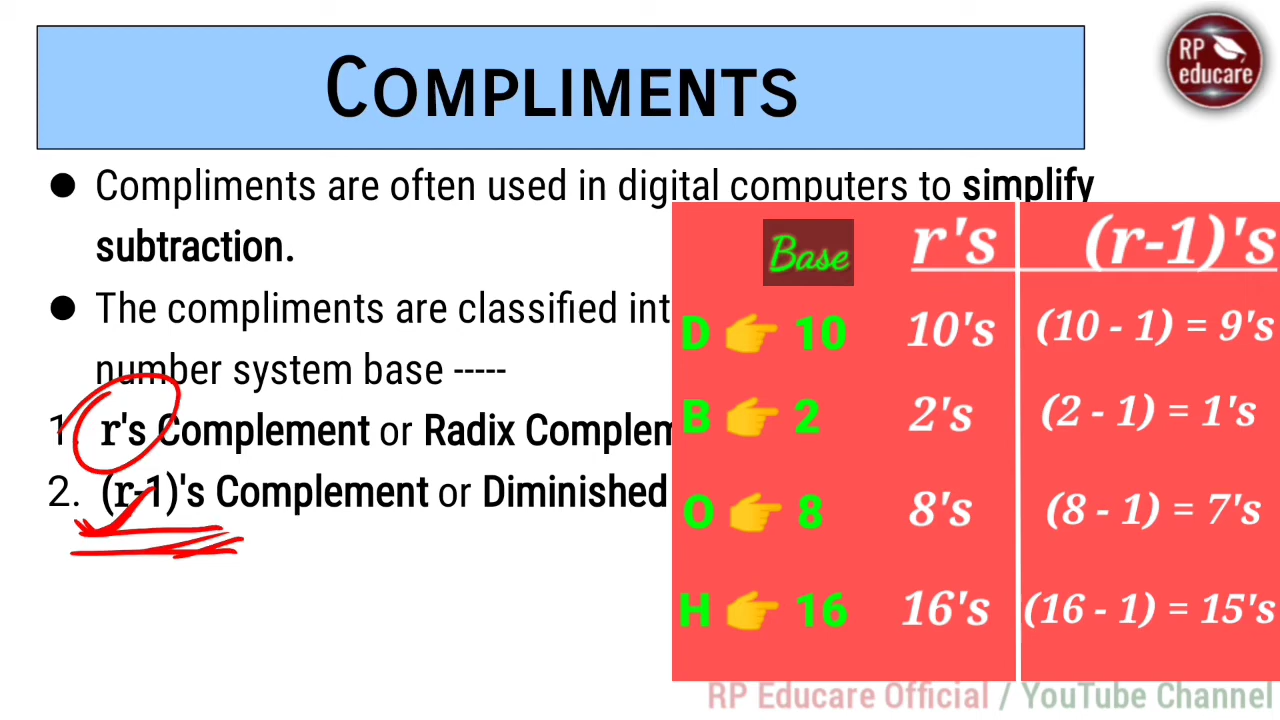 COMPLIMENTS
RP
educare
● Compliments are often used in digital computers to simplify
subtraction.
● The compliments are classified int
number system base -----
1. r's Complement or Radix Complem
2. (r-1)'s Complement or Diminished
Base r's (r-1)'s
D 👉 10 10's (10 - 1) = 9's
B 👉 2 2's (2 - 1) = 1's
O 👉 8 8's (8 - 1) = 7's
H 👉 16 16's (16 - 1) = 15's
RP Educare Official / YouTube Channel